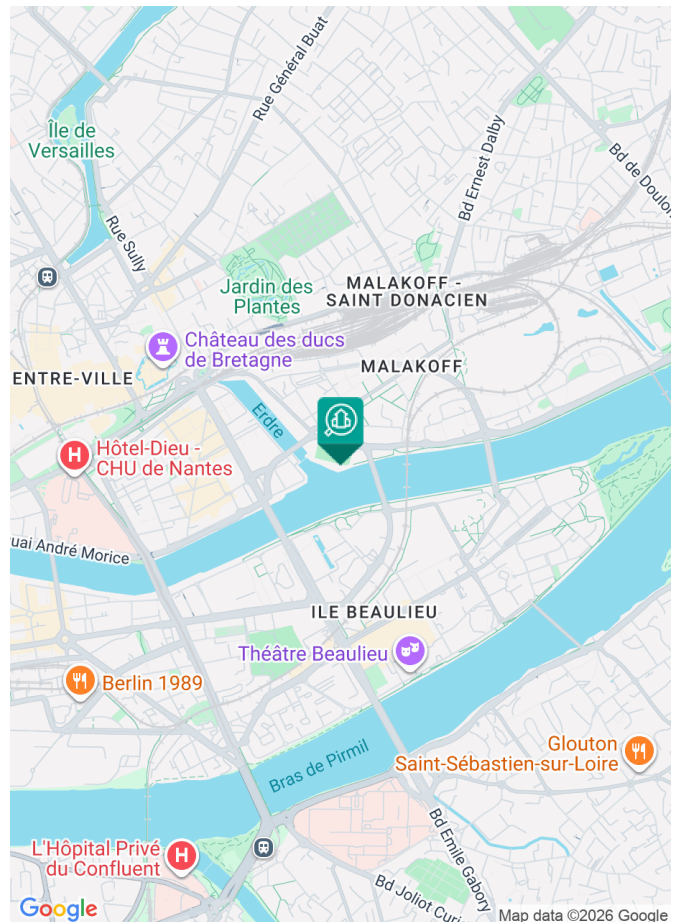 Rue Général Buat
Île de
Versailles
Bd Ernest Dalby
Bd de Doulon
Rue Sully
Jardin des
Plantes
MALAKOFF -
SAINT DONACIEN
Château des ducs
de Bretagne
MALAKOFF
ENTRE-VILLE
Erdre
H
Hôtel-Dieu -
CHU de Nantes
uai André Morice
ILE BEAULIEU
Théâtre Beaulieu
Berlin 1989
Glouton
Saint-Sébastien-sur-Loire
Bras de Pirmil
Bd Emile Gabory
L'Hôpital Privé
du Confluent
H
Bd Joliot Curi
Google
Map data ©2026 Google